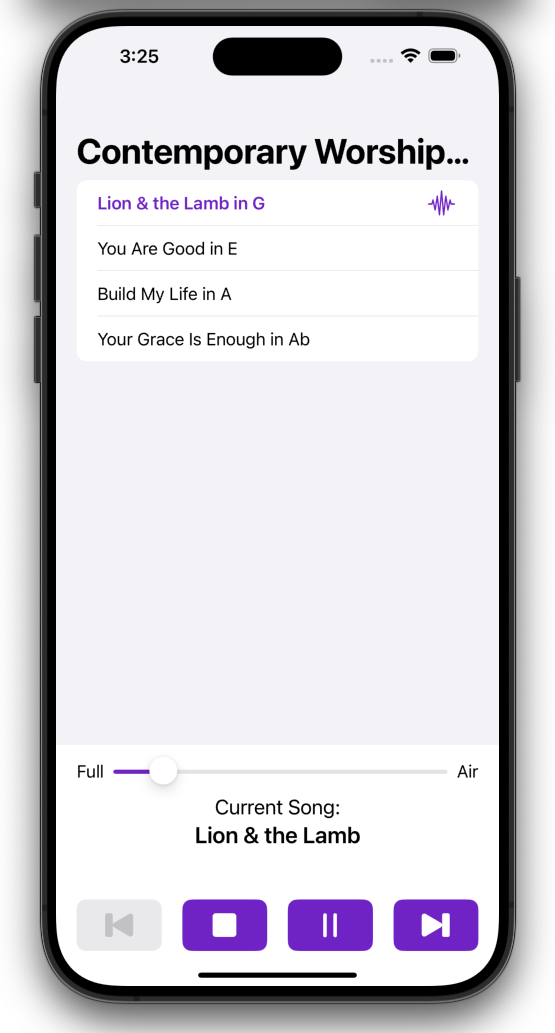 3:25
Contemporary Worship...
Lion & the Lamb in G
You Are Good in E
Build My Life in A
Your Grace Is Enough in Ab
Full Air
Current Song:
Lion & the Lamb